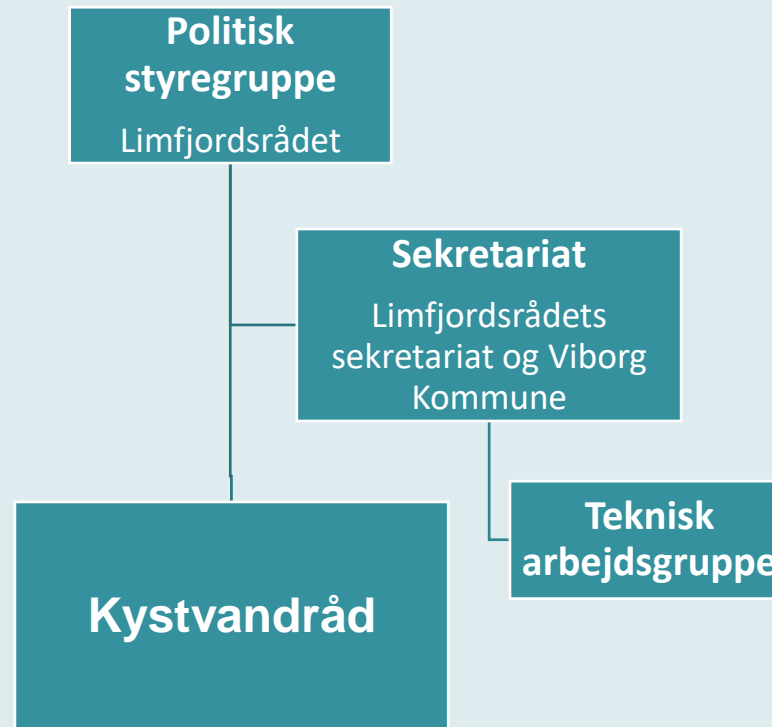 Politisk
styregruppe
Limfjordsrådet
Sekretariat
Limfjordsrådets
sekretariat og Viborg
Kommune
Teknisk
arbejdsgruppe
Kystvandråd